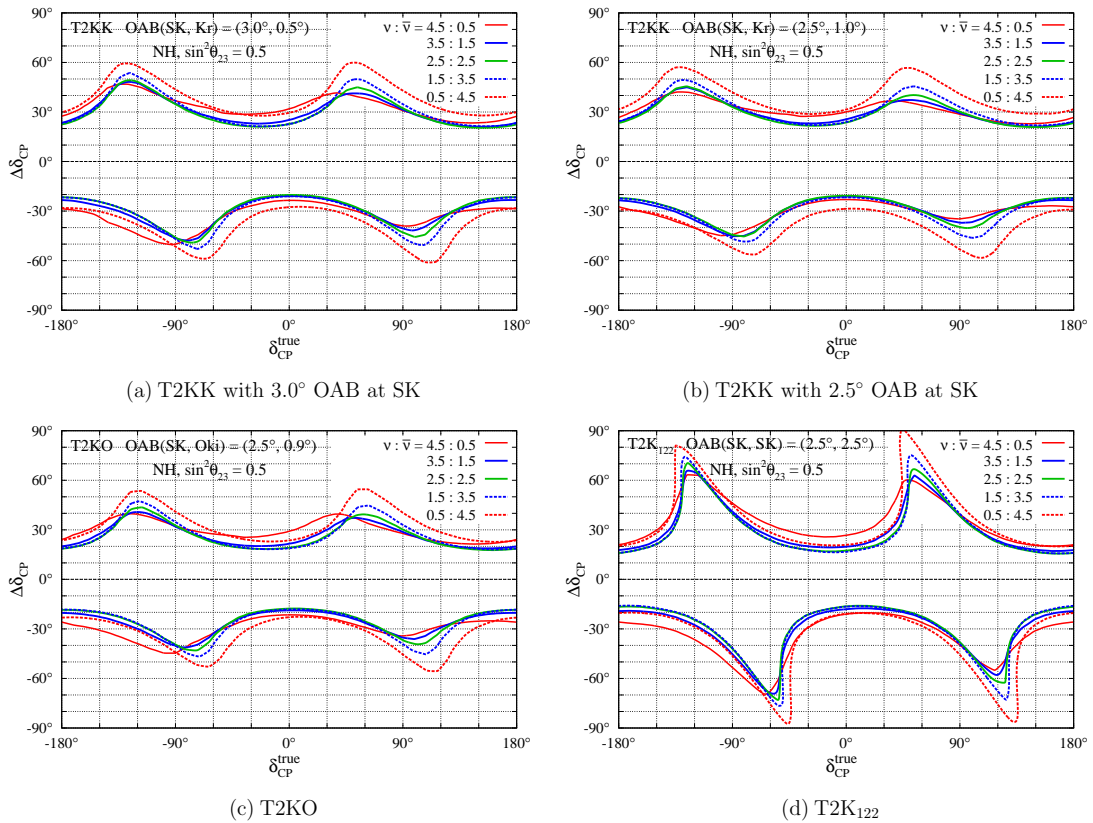 T2KK OAB(SK, Kr) = (3.0°, 0.5°)
NH, sin²θ₂₃ = 0.5
ν : ν̅ = 4.5 : 0.5
3.5 : 1.5
2.5 : 2.5
1.5 : 3.5
0.5 : 4.5
90°
60°
30°
0°
-30°
-60°
-90°
ΔδCP
-180° -90° 0° 90° 180°
δCP^true
(a) T2KK with 3.0° OAB at SK
T2KK OAB(SK, Kr) = (2.5°, 1.0°)
NH, sin²θ₂₃ = 0.5
ν : ν̅ = 4.5 : 0.5
3.5 : 1.5
2.5 : 2.5
1.5 : 3.5
0.5 : 4.5
90°
60°
30°
0°
-30°
-60°
-90°
ΔδCP
-180° -90° 0° 90° 180°
δCP^true
(b) T2KK with 2.5° OAB at SK
T2KO OAB(SK, Oki) = (2.5°, 0.9°)
NH, sin²θ₂₃ = 0.5
ν : ν̅ = 4.5 : 0.5
3.5 : 1.5
2.5 : 2.5
1.5 : 3.5
0.5 : 4.5
90°
60°
30°
0°
-30°
-60°
-90°
ΔδCP
-180° -90° 0° 90° 180°
δCP^true
(c) T2KO
T2K₁₂₂ OAB(SK, SK) = (2.5°, 2.5°)
NH, sin²θ₂₃ = 0.5
ν : ν̅ = 4.5 : 0.5
3.5 : 1.5
2.5 : 2.5
1.5 : 3.5
0.5 : 4.5
90°
60°
30°
0°
-30°
-60°
-90°
ΔδCP
-180° -90° 0° 90° 180°
δCP^true
(d) T2K₁₂₂